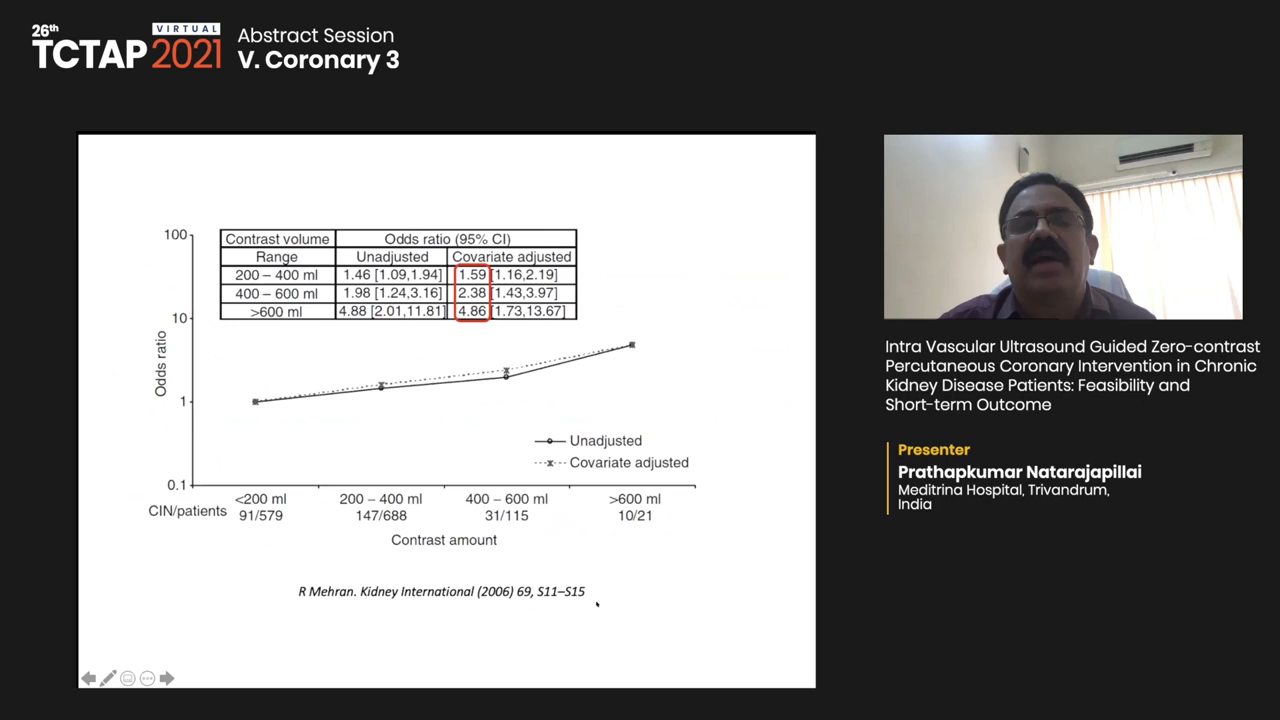 26th
VIRTUAL
TCTAP 2021
Abstract Session
V. Coronary 3
Contrast volume Odds ratio (95% CI)
Range Unadjusted Covariate adjusted
200 – 400 ml 1.46 [1.09,1.94] 1.59 [1.16,2.19]
400 – 600 ml 1.98 [1.24,3.16] 2.38 [1.43,3.97]
>600 ml 4.88 [2.01,11.81] 4.86 [1.73,13.67]
100
10
1
0.1
Odds ratio
Unadjusted
Covariate adjusted
<200 ml 200 – 400 ml 400 – 600 ml >600 ml
CIN/patients 91/579 147/688 31/115 10/21
Contrast amount
R Mehran. Kidney International (2006) 69, S11–S15
Intra Vascular Ultrasound Guided Zero-contrast
Percutaneous Coronary Intervention in Chronic
Kidney Disease Patients: Feasibility and
Short-term Outcome
Presenter
Prathapkumar Natarajapillai
Meditrina Hospital, Trivandrum,
India